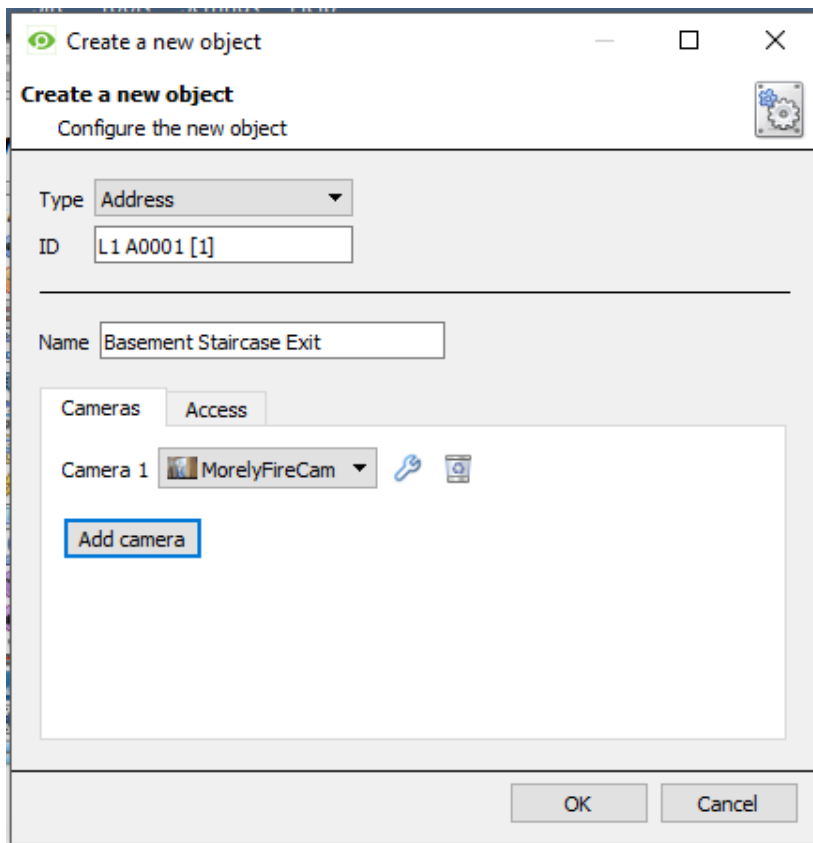 Create a new object
Create a new object
Configure the new object
Type Address
ID L1 A0001 [1]
Name Basement Staircase Exit
Cameras Access
Camera 1 MorelyFireCam
Add camera
OK Cancel